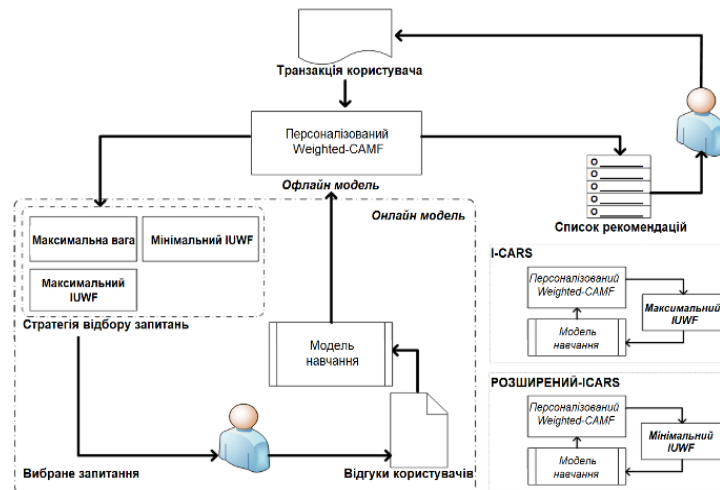 Транзакція користувача
Персоналізований
Weighted-CAMF
Офлайн модель
Онлайн модель
Максимальна вага
Мінімальний IUWF
Максимальний
IUWF
Стратегія відбору запитань
Модель
навчання
Вибране запитання
Відгуки користувачів
Список рекомендацій
I-CARS
Персоналізований
Weighted-CAMF
Максимальний
IUWF
Модель
навчання
РОЗШИРЕНИЙ-ICARS
Персоналізований
Weighted-CAMF
Мінімальний
IUWF
Модель
навчання